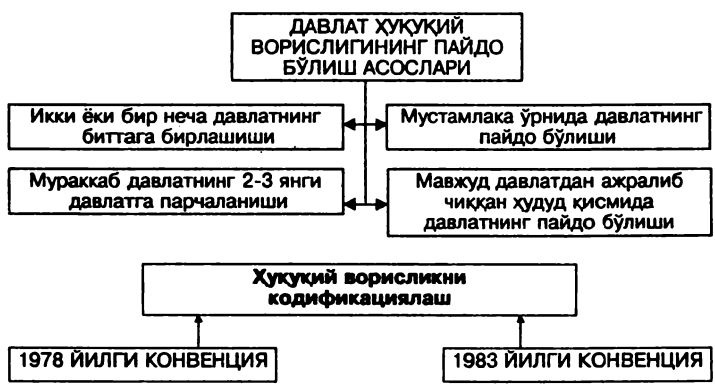 ДАВЛАТ ҲУҚУҚИЙ
ВОРИСЛИГИНИНГ ПАЙДО
БЎЛИШ АСОСЛАРИ
Икки ёки бир неча давлатнинг
биттага бирлашиши
Мустамлака ўрнида давлатнинг
пайдо бўлиши
Мураккаб давлатнинг 2-3 янги
давлатга парчаланиши
Мавжуд давлатдан ажралиб
чиққан ҳудуд қисмида
давлатнинг пайдо бўлиши
Ҳуқуқий ворисликни
кодификациялаш
1978 ЙИЛГИ КОНВЕНЦИЯ
1983 ЙИЛГИ КОНВЕНЦИЯ